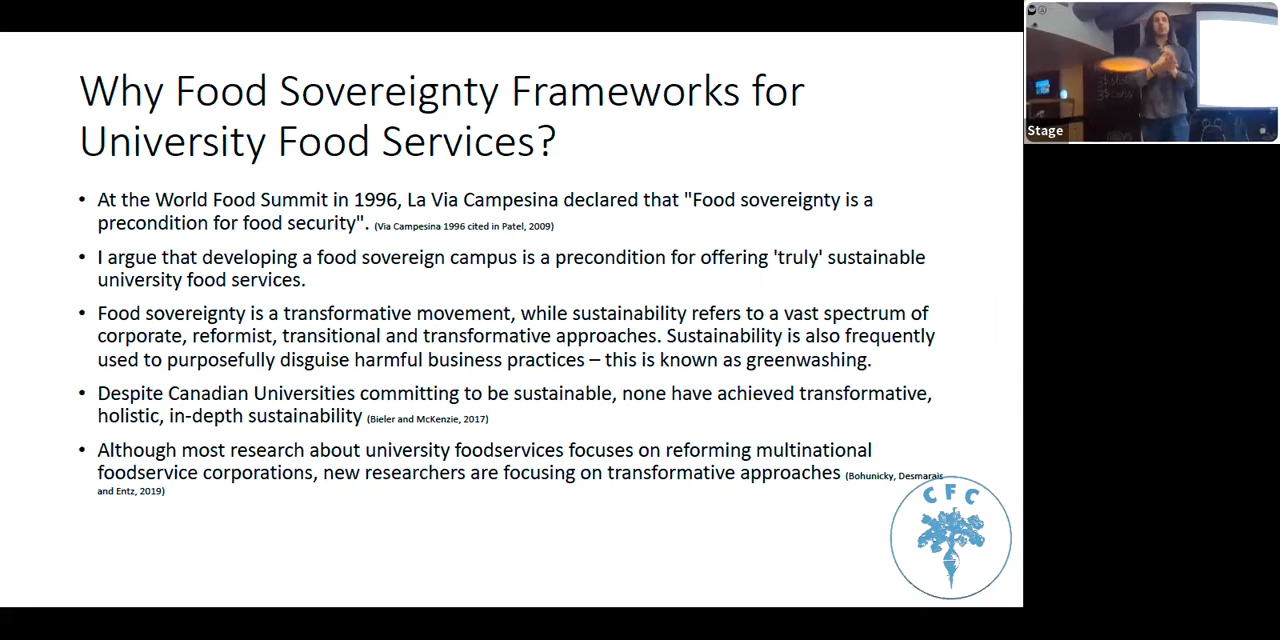 Why Food Sovereignty Frameworks for
University Food Services?
• At the World Food Summit in 1996, La Via Campesina declared that "Food sovereignty is a
precondition for food security". (Via Campesina 1996 cited in Patel, 2009)
• I argue that developing a food sovereign campus is a precondition for offering 'truly' sustainable
university food services.
• Food sovereignty is a transformative movement, while sustainability refers to a vast spectrum of
corporate, reformist, transitional and transformative approaches. Sustainability is also frequently
used to purposefully disguise harmful business practices – this is known as greenwashing.
• Despite Canadian Universities committing to be sustainable, none have achieved transformative,
holistic, in-depth sustainability (Bieler and McKenzie, 2017)
• Although most research about university foodservices focuses on reforming multinational
foodservice corporations, new researchers are focusing on transformative approaches (Bohunicky, Desmarais
and Entz, 2019)
CFC
Stage